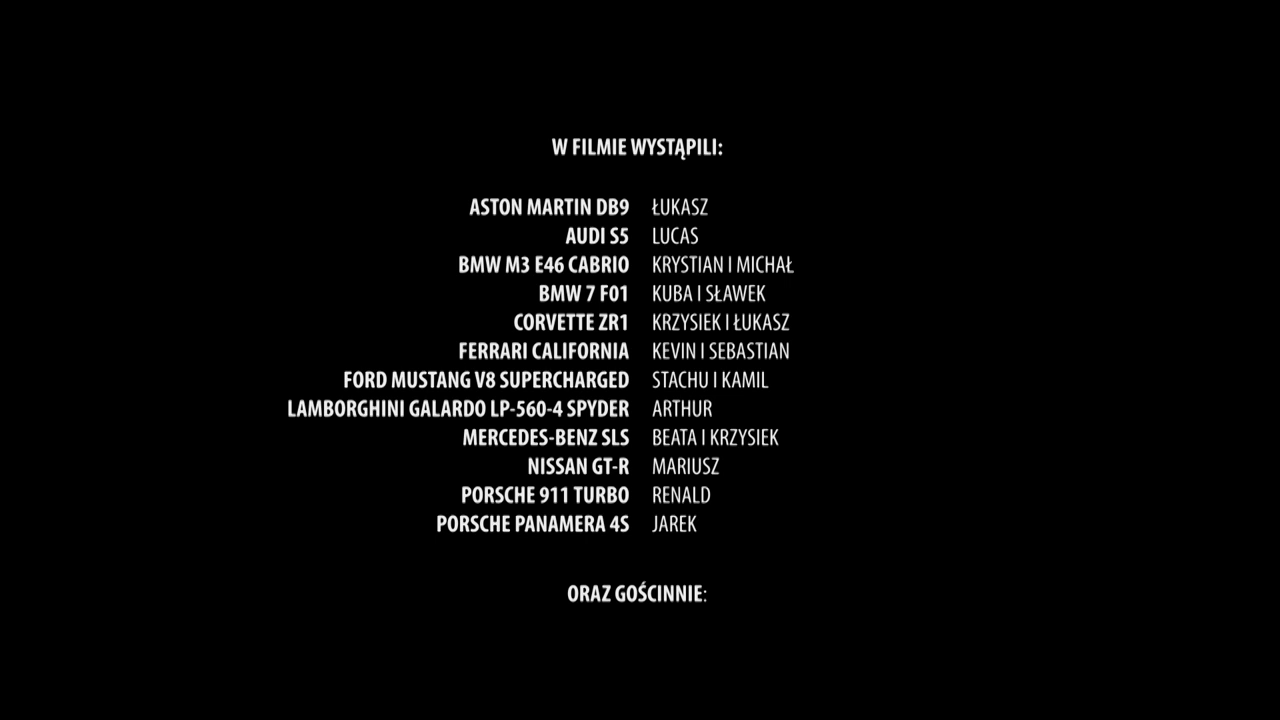 W FILMIE WYSTĄPILI:
ASTON MARTIN DB9 ŁUKASZ
AUDI S5 LUCAS
BMW M3 E46 CABRIO KRYSTIAN I MICHAŁ
BMW 7 F01 KUBA I SŁAWEK
CORVETTE ZR1 KRZYSIEK I ŁUKASZ
FERRARI CALIFORNIA KEVIN I SEBASTIAN
FORD MUSTANG V8 SUPERCHARGED STACHU I KAMIL
LAMBORGHINI GALARDO LP-560-4 SPYDER ARTHUR
MERCEDES-BENZ SLS BEATA I KRZYSIEK
NISSAN GT-R MARIUSZ
PORSCHE 911 TURBO RENALD
PORSCHE PANAMERA 4S JAREK
ORAZ GOŚCINNIE: